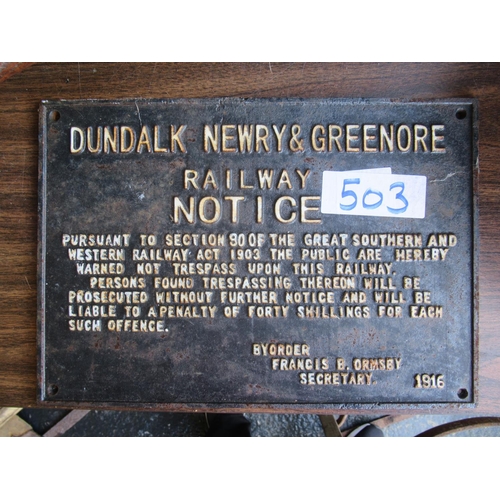 DUNDALK NEWRY & GREENORE
RAILWAY
503
NOTICE
PURSUANT TO SECTION 90 OF THE GREAT SOUTHERN AND
WESTERN RAILWAY ACT 1903 THE PUBLIC ARE HEREBY
WARNED NOT TRESPASS UPON THIS RAILWAY.
PERSONS FOUND TRESPASSING THEREON WILL BE
PROSECUTED WITHOUT FURTHER NOTICE AND WILL BE
LIABLE TO A PENALTY OF FORTY SHILLINGS FOR EACH
SUCH OFFENCE.
BY ORDER
FRANCIS B. ORMSBY
SECRETARY. 1916